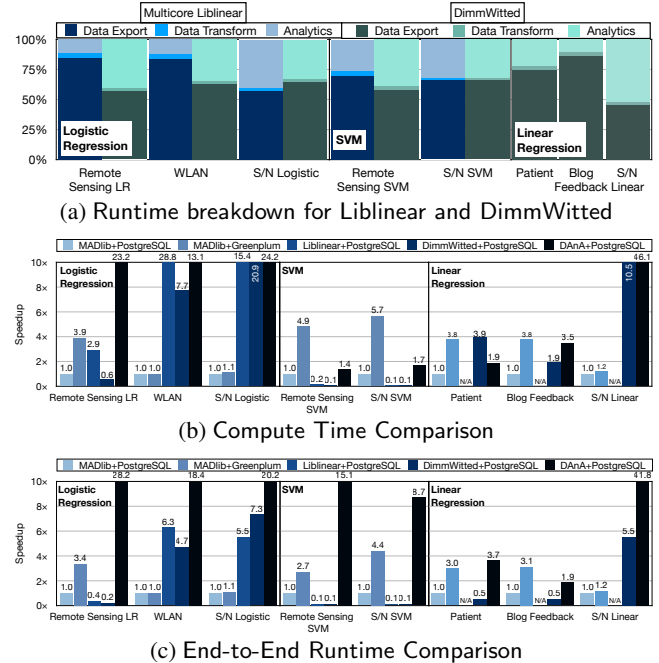 Multicore Liblinear DimmWitted
Data Export Data Transform Analytics Data Export Data Transform Analytics
100%
75%
50%
25%
0%
Logistic
Regression
SVM
Linear
Regression
Remote
Sensing LR
WLAN
S/N Logistic
Remote
Sensing SVM
S/N SVM
Patient
Blog
Feedback
S/N
Linear
(a) Runtime breakdown for Liblinear and DimmWitted
MADlib+PostgreSQL MADlib+Greenplum Liblinear+PostgreSQL DimmWitted+PostgreSQL DAnA+PostgreSQL
23.2 28.8 13.1 15.4 24.2 46.1
Speedup
10×
8×
6×
4×
2×
0×
Logistic
Regression
SVM
Linear
Regression
1.0 3.9 2.9 0.6
1.0 1.0 7.7
1.0 1.1 20.9
1.0 4.9 0.2 0.1 1.4
1.0 5.7 0.1 0.1 1.7
1.0 3.8 N/A 3.9 1.9
1.0 3.8 N/A 1.9 3.5
1.0 1.2 N/A 10.5
Remote Sensing LR WLAN S/N Logistic Remote Sensing
SVM
S/N SVM Patient Blog Feedback S/N Linear
(b) Compute Time Comparison
MADlib+PostgreSQL MADlib+Greenplum Liblinear+PostgreSQL DimmWitted+PostgreSQL DAnA+PostgreSQL
28.2 18.4 20.2 15.1 41.8
Speedup
10×
8×
6×
4×
2×
0×
Logistic
Regression
SVM
Linear
Regression
1.0 3.4 0.4 0.2
1.0 1.0 6.3 4.7
1.0 1.1 5.5 7.3
1.0 2.7 0.1 0.1
1.0 4.4 0.1 0.1 8.7
1.0 3.0 N/A 0.5 3.7
1.0 3.1 N/A 0.5 1.9
1.0 1.2 N/A 5.5
Remote Sensing LR WLAN S/N Logistic Remote Sensing
SVM
S/N SVM Patient Blog Feedback S/N Linear
(c) End-to-End Runtime Comparison